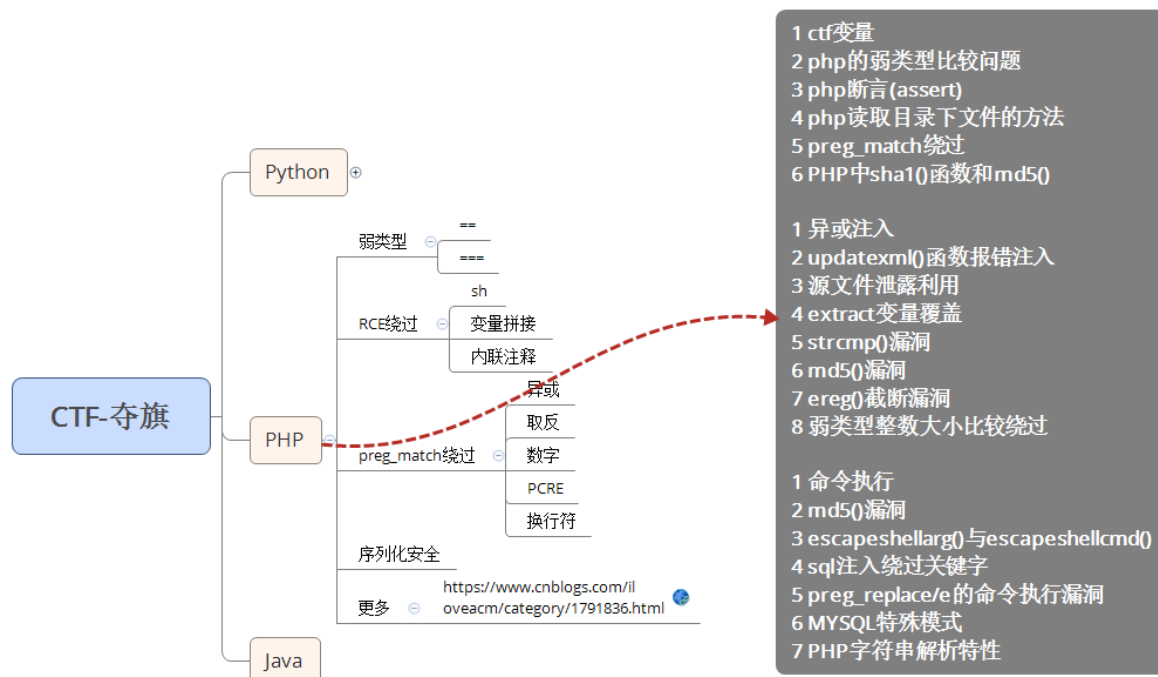 CTF-夺旗
Python
PHP
Java
弱类型
==
===
RCE绕过
sh
变量拼接
内联注释
preg_match绕过
异或
取反
数字
PCRE
换行符
序列化安全
更多
https://www.cnblogs.com/il
oveacm/category/1791836.html
1 ctf变量
2 php的弱类型比较问题
3 php断言(assert)
4 php读取目录下文件的方法
5 preg_match绕过
6 PHP中sha1()函数和md5()
1 异或注入
2 updatexml()函数报错注入
3 源文件泄露利用
4 extract变量覆盖
5 strcmp()漏洞
6 md5()漏洞
7 ereg()截断漏洞
8 弱类型整数大小比较绕过
1 命令执行
2 md5()漏洞
3 escapeshellarg()与escapeshellcmd()
4 sql注入绕过关键字
5 preg_replace/e的命令执行漏洞
6 MYSQL特殊模式
7 PHP字符串解析特性